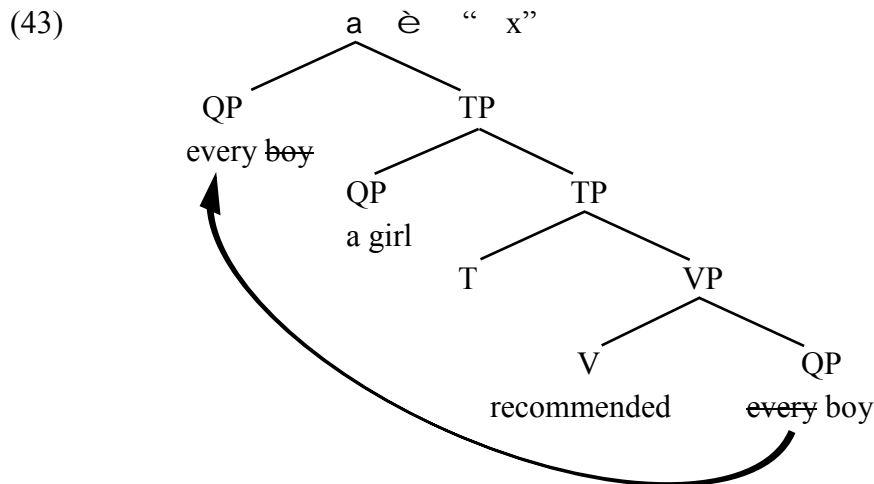 (43) a è “ x”
QP TP
every boy
QP TP
a girl
T VP
V QP
recommended every boy